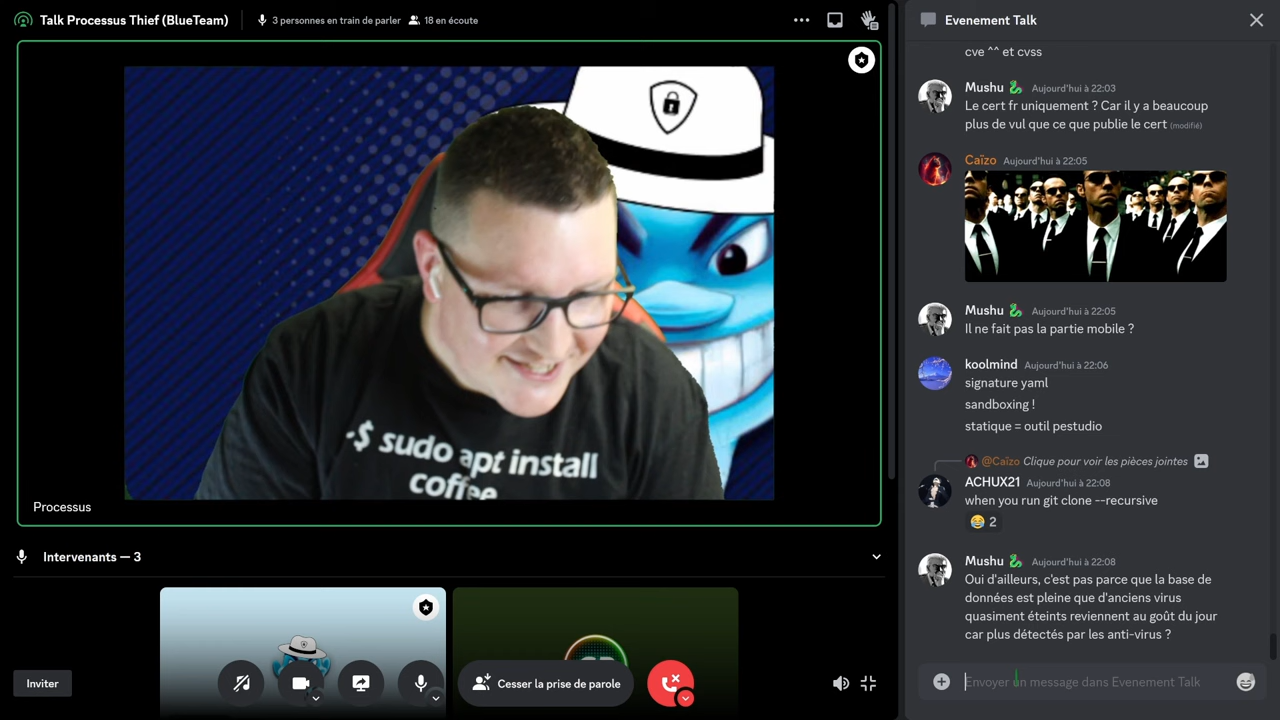 Talk Processus Thief (BlueTeam)
3 personnes en train de parler
18 en écoute
-$ sudo apt install
coffee
Processus
Intervenants — 3
Inviter
Cesser la prise de parole
Evenement Talk
cve ^^ et cvss
Mushu 🐉 Aujourd'hui à 22:03
Le cert fr uniquement ? Car il y a beaucoup
plus de vul que ce que publie le cert (modifié)
Caïzo Aujourd'hui à 22:05
Mushu 🐉 Aujourd'hui à 22:05
Il ne fait pas la partie mobile ?
koolmind Aujourd'hui à 22:06
signature yaml
sandboxing !
statique = outil pestudio
@Caïzo Clique pour voir les pièces jointes
ACHUX21 Aujourd'hui à 22:08
when you run git clone --recursive
😂 2
Mushu 🐉 Aujourd'hui à 22:08
Oui d'ailleurs, c'est pas parce que la base de
données est pleine que d'anciens virus
quasiment éteints reviennent au goût du jour
car plus détectés par les anti-virus ?
Envoyer un message dans Evenement Talk